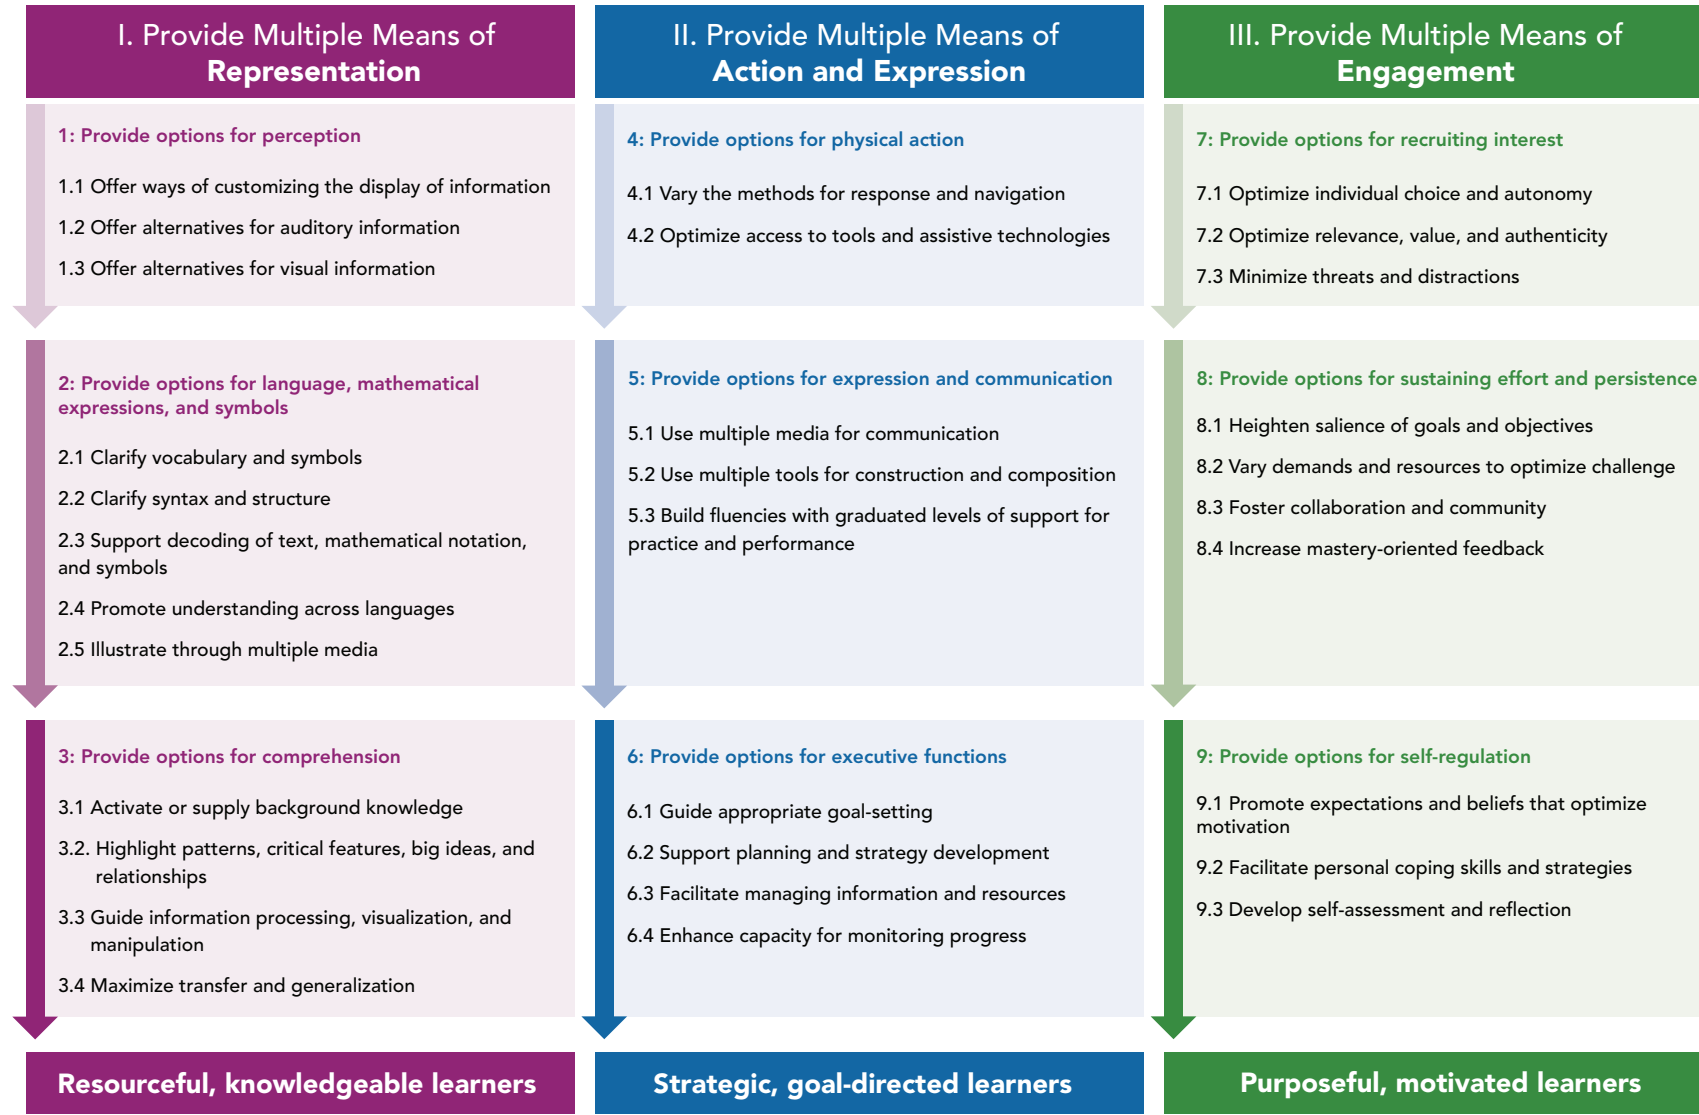 I. Provide Multiple Means of
Representation
1: Provide options for perception
1.1 Offer ways of customizing the display of information
1.2 Offer alternatives for auditory information
1.3 Offer alternatives for visual information
2: Provide options for language, mathematical
expressions, and symbols
2.1 Clarify vocabulary and symbols
2.2 Clarify syntax and structure
2.3 Support decoding of text, mathematical notation,
and symbols
2.4 Promote understanding across languages
2.5 Illustrate through multiple media
3: Provide options for comprehension
3.1 Activate or supply background knowledge
3.2. Highlight patterns, critical features, big ideas, and
relationships
3.3 Guide information processing, visualization, and
manipulation
3.4 Maximize transfer and generalization
Resourceful, knowledgeable learners
II. Provide Multiple Means of
Action and Expression
4: Provide options for physical action
4.1 Vary the methods for response and navigation
4.2 Optimize access to tools and assistive technologies
5: Provide options for expression and communication
5.1 Use multiple media for communication
5.2 Use multiple tools for construction and composition
5.3 Build fluencies with graduated levels of support for
practice and performance
6: Provide options for executive functions
6.1 Guide appropriate goal-setting
6.2 Support planning and strategy development
6.3 Facilitate managing information and resources
6.4 Enhance capacity for monitoring progress
Strategic, goal-directed learners
III. Provide Multiple Means of
Engagement
7: Provide options for recruiting interest
7.1 Optimize individual choice and autonomy
7.2 Optimize relevance, value, and authenticity
7.3 Minimize threats and distractions
8: Provide options for sustaining effort and persistence
8.1 Heighten salience of goals and objectives
8.2 Vary demands and resources to optimize challenge
8.3 Foster collaboration and community
8.4 Increase mastery-oriented feedback
9: Provide options for self-regulation
9.1 Promote expectations and beliefs that optimize
motivation
9.2 Facilitate personal coping skills and strategies
9.3 Develop self-assessment and reflection
Purposeful, motivated learners